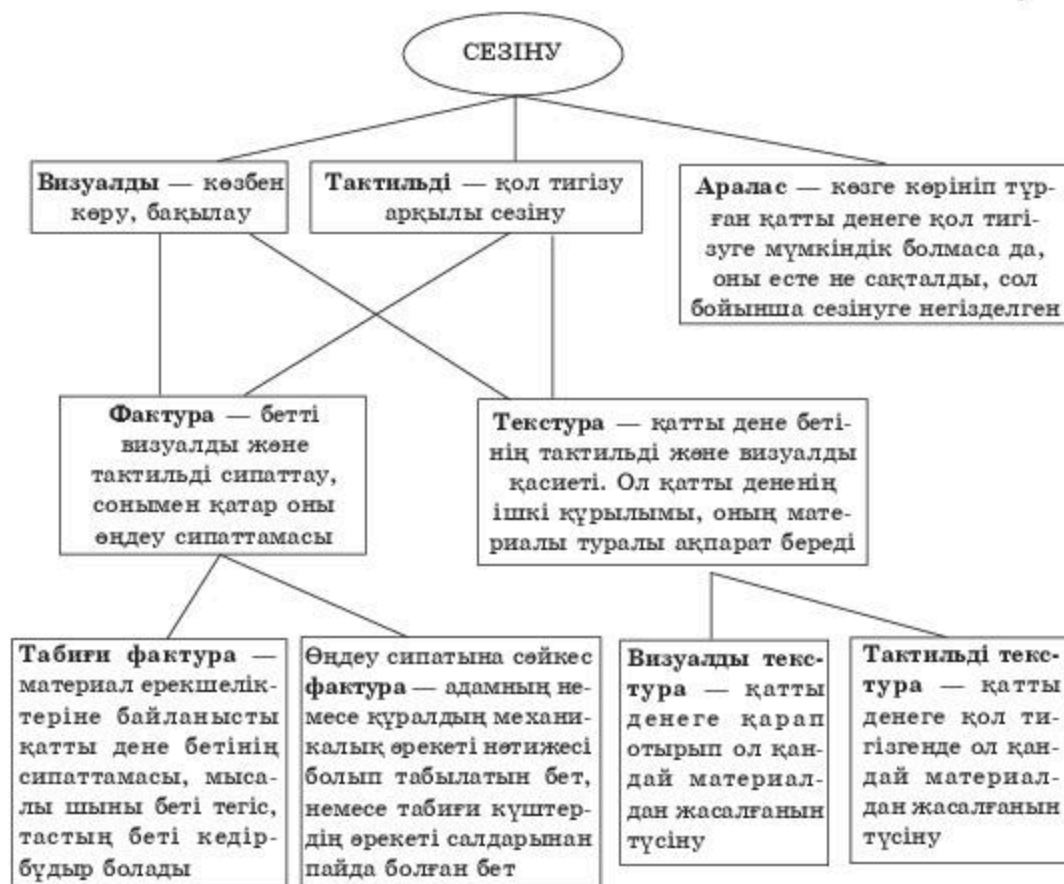 СЕЗІНУ
Визуалды — көзбен
көру, бақылау
Тактильді — қол тигізу
арқылы сезіну
Аралас — көзге көрініп тұр-
ған қатты денеге қол тигі-
зуге мүмкіндік болмаса да,
оны есте не сақталды, сол
бойынша сезінуге негізделген
Фактура — бетті
визуалды және
тактильді сипаттау,
сонымен қатар оны
өңдеу сипаттамасы
Текстура — қатты дене беті-
нің тактильді және визуалды
қасиеті. Ол қатты дененің
ішкі құрылымы, оның мате-
риалы туралы ақпарат береді
Табиғи фактура —
материал ерекшелік-
теріне байланысты
қатты дене бетінің
сипаттамасы, мыса-
лы шыны беті тегіс,
тастың беті кедір-
бұдыр болады
Өңдеу сипатына сәйкес
фактура — адамның не-
месе құралдың механи-
калық әрекеті нәтижесі
болып табылатын бет,
немесе табиғи күштер-
дің әрекеті салдарынан
пайда болған бет
Визуалды текс-
тура — қатты
денеге қарап
отырып ол қан-
дай материал-
дан жасалғанын
түсіну
Тактильді текс-
тура — қатты
денеге қол ти-
гізгенде ол қан-
дай материал-
дан жасалғанын
түсіну